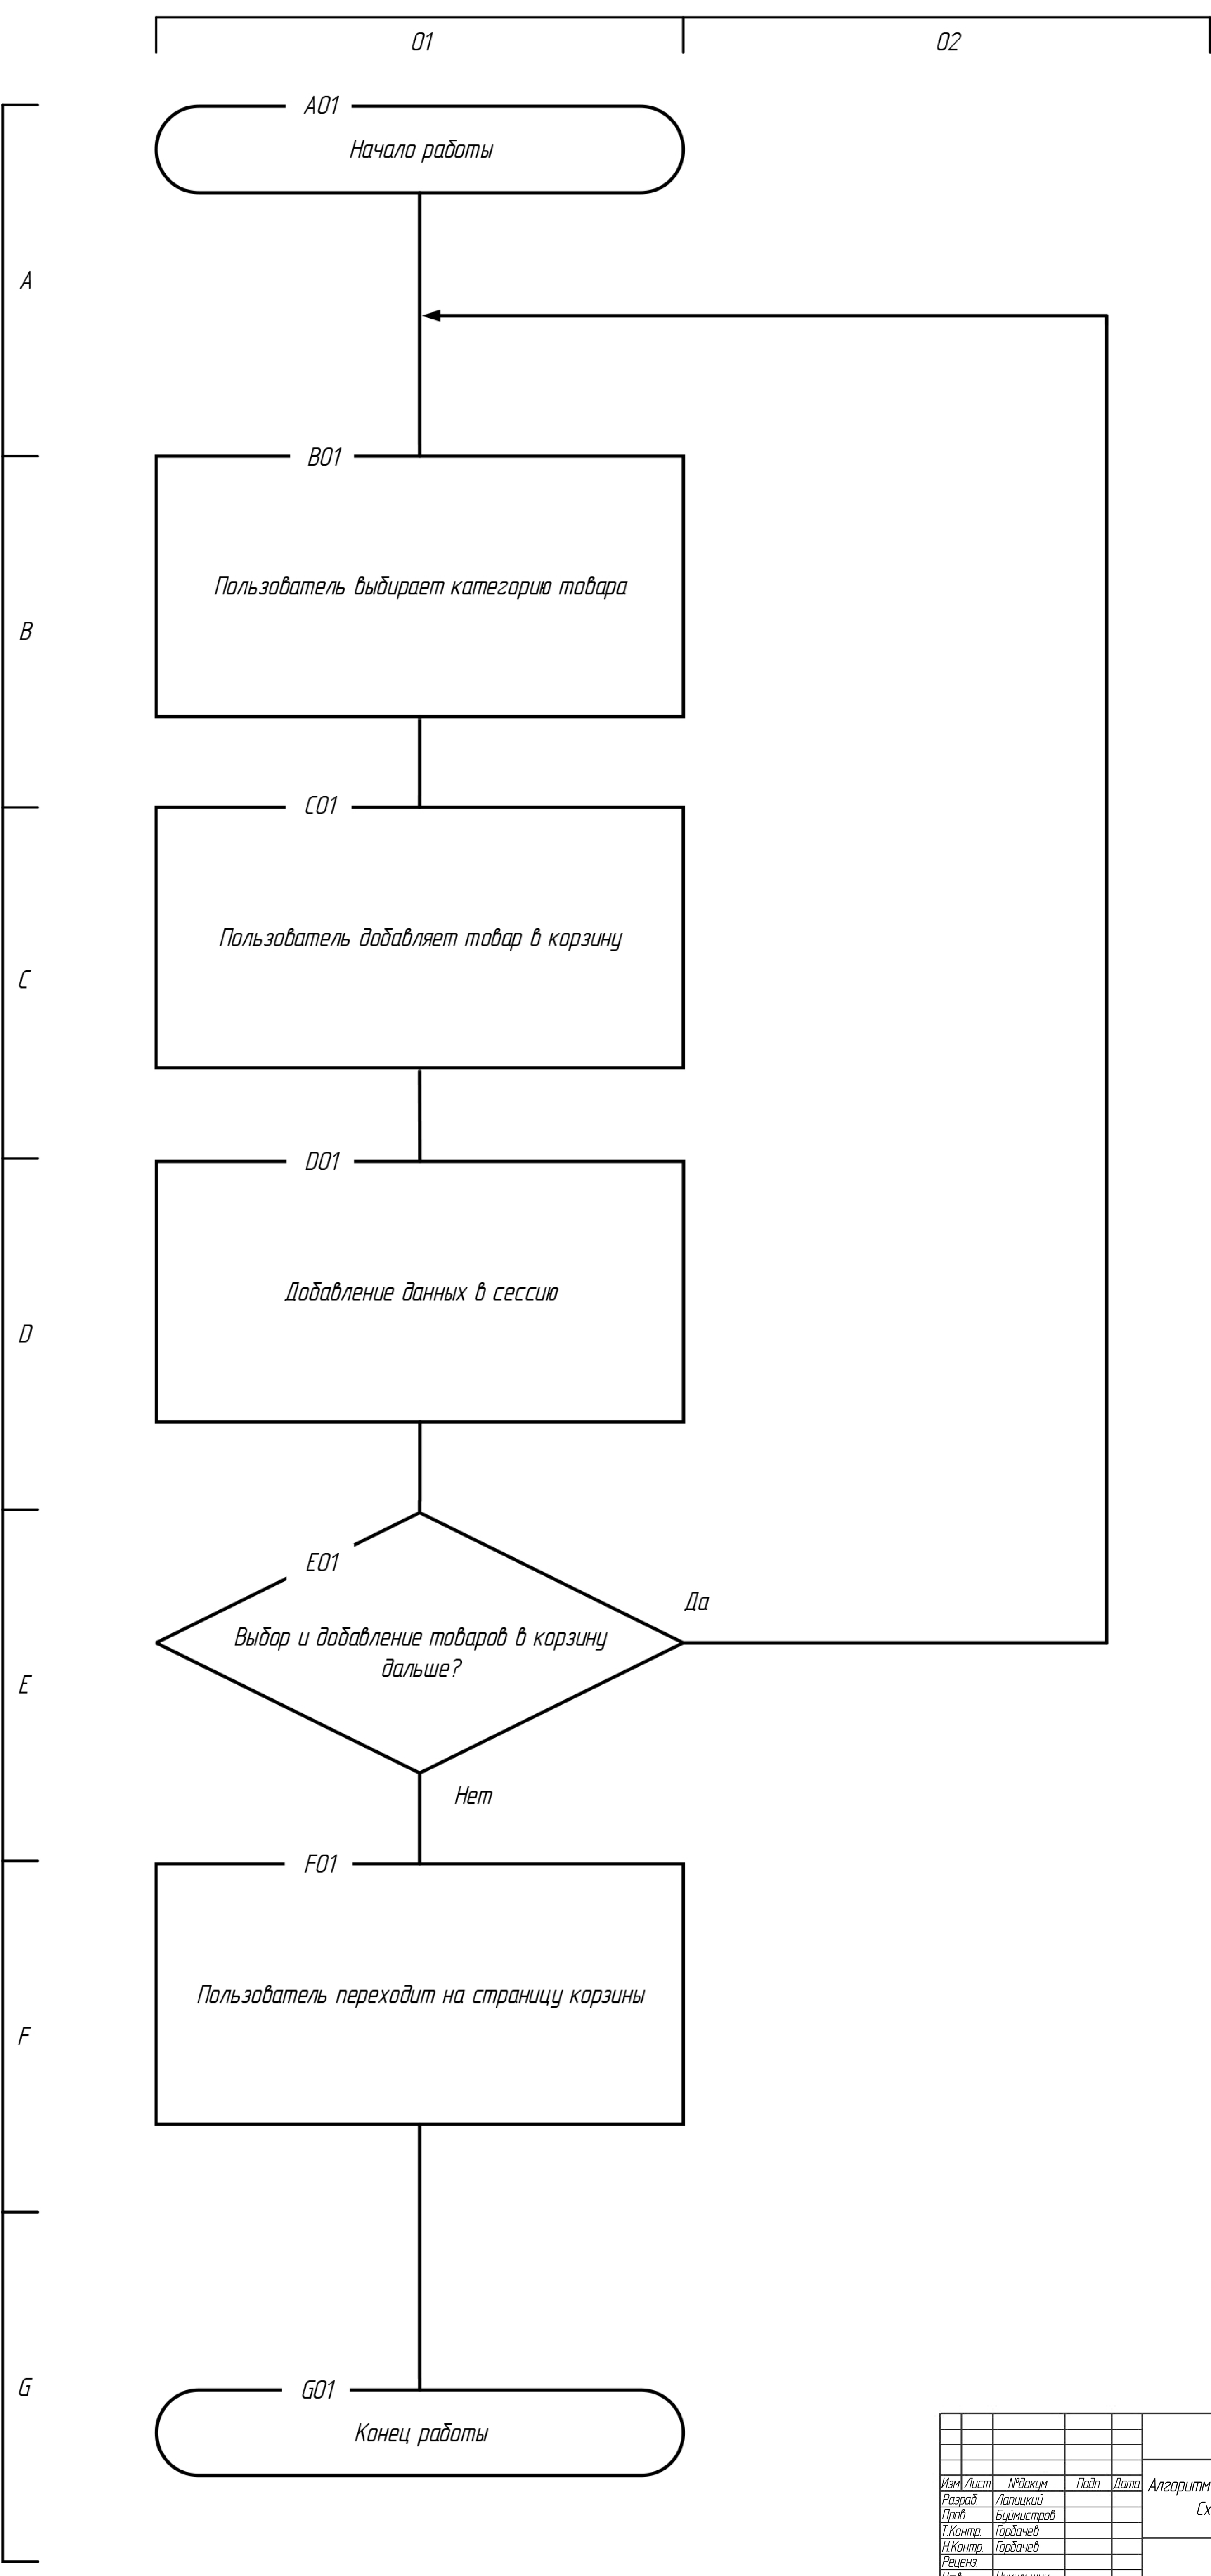 01
02
A01
Начало работы
A
B01
Пользователь выбирает категорию товара
B
C01
Пользователь добавляет товар в корзину
C
D01
Добавление данных в сессию
D
E01
Да
Выбор и добавление товаров в корзину
дальше?
E
Нет
F01
Пользователь переходит на страницу корзины
F
G
G01
Конец работы
Изм Лист №докум Подп Дата
Алгоритм
Сх
Разраб. Лапицкий
Пров. Буймистров
Т.Контр. Горбачев
Н.Контр. Горбачев
Реценз.